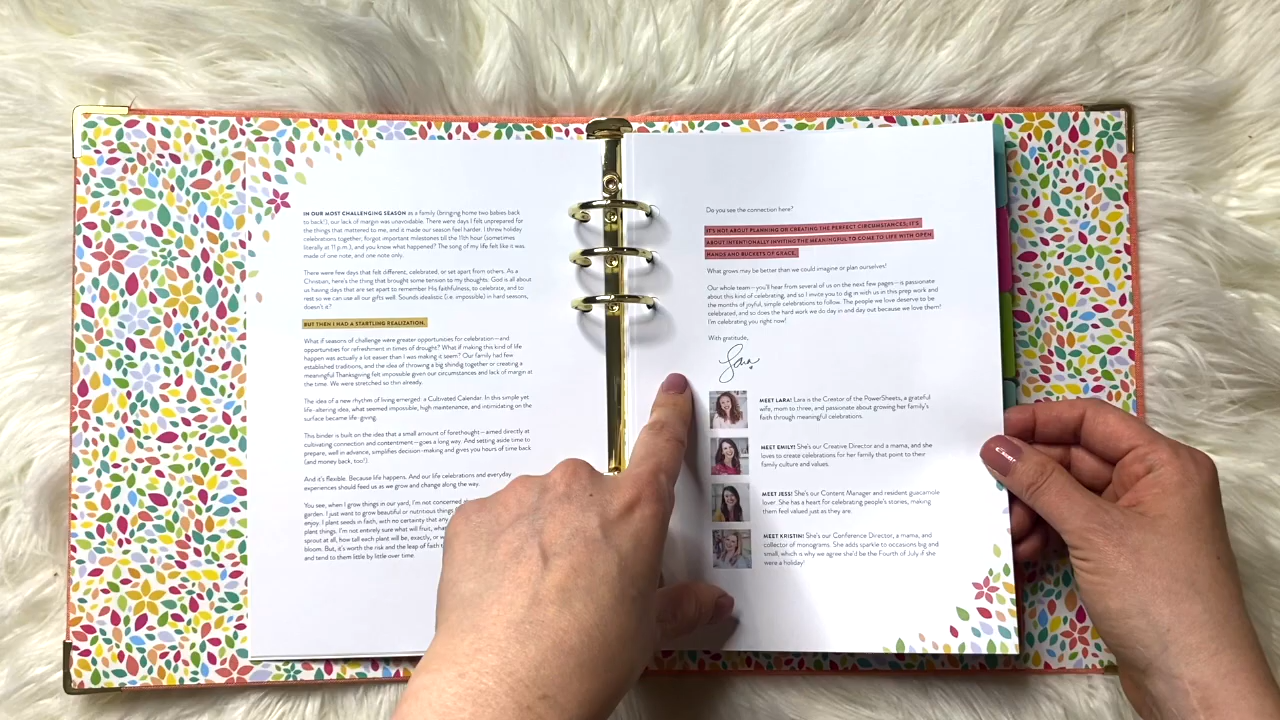 IN OUR MOST CHALLENGING SEASON as a family (bringing home two babies back
to back!), our lack of margin was unavoidable. There were days I felt unprepared for
the things that mattered to me, and it made our season feel harder. I threw holiday
celebrations together, forgot important milestones till the 11th hour (sometimes
literally at 11 p.m.), and you know what happened? The song of my life felt like it was
made of one note, and one note only.
There were few days that felt different, celebrated, or set apart from others. As a
Christian, here's the thing that brought some tension to my thoughts: God is all about
us having days that are set apart to remember His faithfulness, to celebrate, and to
rest so we can use all our gifts well. Sounds idealistic (i.e. impossible) in hard seasons,
doesn't it?
BUT THEN I HAD A STARTLING REALIZATION.
What if seasons of challenge were greater opportunities for celebration—and
opportunities for refreshment in times of drought? What if making this kind of life
happen was actually a lot easier than I was making it seem? Our family had few
established traditions, and the idea of throwing a big shindig together or creating a
meaningful Thanksgiving felt impossible given our circumstances and lack of margin at
the time. We were stretched so thin already.
The idea of a new rhythm of living emerged: a Cultivated Calendar. In this simple yet
life-altering idea, what seemed impossible, high maintenance, and intimidating on the
surface became life-giving.
This binder is built on the idea that a small amount of forethought—aimed directly at
cultivating connection and contentment—goes a long way. And setting aside time to
prepare, well in advance, simplifies decision-making and gives you hours of time back
(and money back, too!).
And it's flexible. Because life happens. And our life celebrations and everyday
experiences should feed us as we grow and change along the way.
You see, when I grow things in our yard, I'm not concerned
garden. I just want to grow beautiful or nutritious things
enjoy. I plant seeds in faith, with no certainty that any
plant things. I'm not entirely sure what will fruit,
sprout at all, how tall each plant will be, exactly, or
bloom. But, it's worth the risk and the leap of faith
and tend to them little by little over time.
Do you see the connection here?
IT'S NOT ABOUT PLANNING OR CREATING THE PERFECT CIRCUMSTANCES; IT'S
ABOUT INTENTIONALLY INVITING THE MEANINGFUL TO COME TO LIFE WITH OPEN
HANDS AND BUCKETS OF GRACE.
What grows may be better than we could imagine or plan ourselves!
Our whole team—you'll hear from several of us on the next few pages—is passionate
about this kind of celebrating, and so I invite you to dig in with us in this prep work and
the months of joyful, simple celebrations to follow. The people we love deserve to be
celebrated, and so does the hard work we do day in and day out because we love them!
I'm celebrating you right now!
With gratitude,
Lara
MEET LARA! Lara is the Creator of the PowerSheets, a grateful
wife, mom to three, and passionate about growing her family's
faith through meaningful celebrations.
MEET EMILY! She's our Creative Director and a mama, and she
loves to create celebrations for her family that point to their
family culture and values.
MEET JESS! She's our Content Manager and resident guacamole
lover. She has a heart for celebrating people's stories, making
them feel valued just as they are.
MEET KRISTIN! She's our Conference Director, a mama, and
collector of monograms. She adds sparkle to occasions big and
small, which is why we agree she'd be the Fourth of July if she
were a holiday!